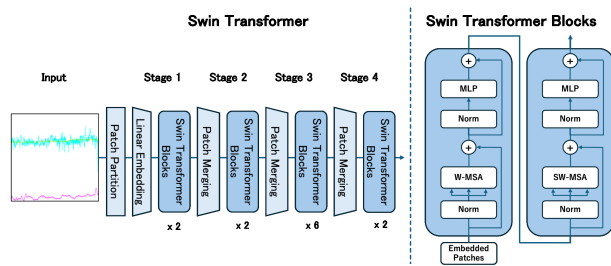 Swin Transformer
Input
Stage 1
Stage 2
Stage 3
Stage 4
Patch Partition
Linear Embedding
Swin Transformer
Blocks
x 2
Patch Merging
Swin Transformer
Blocks
x 2
Patch Merging
Swin Transformer
Blocks
x 6
Patch Merging
Swin Transformer
Blocks
x 2
Swin Transformer Blocks
+
MLP
Norm
+
W-MSA
Norm
Embedded
Patches
+
MLP
Norm
+
SW-MSA
Norm